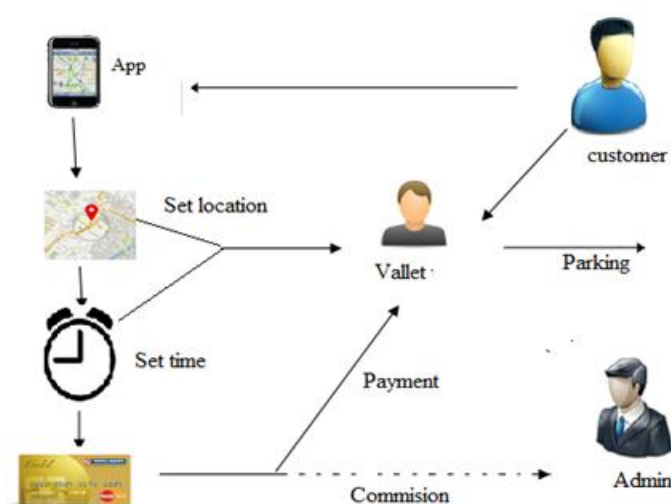 App
customer
Set location
Vallet
Parking
Set time
Payment
Admin
Commision